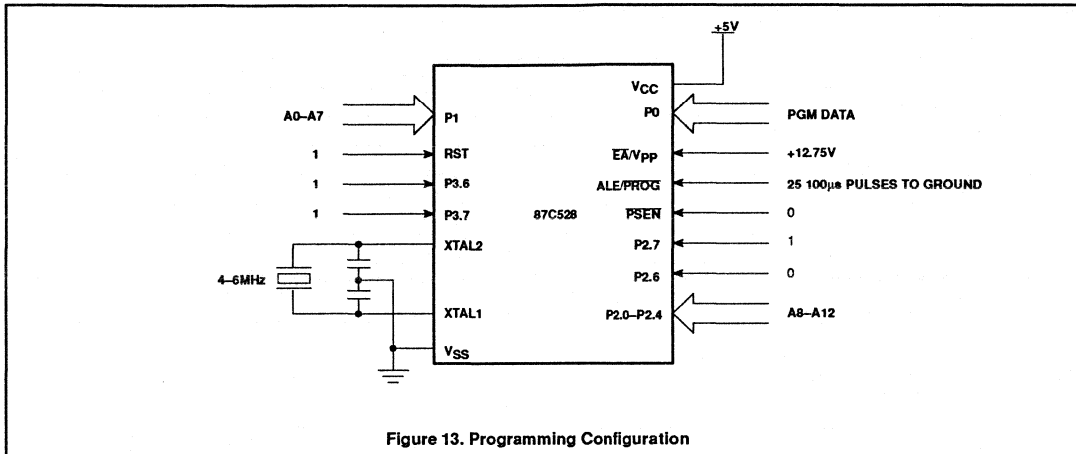 +5V
VCC
P0
PGM DATA
A0–A7
P1
1
RST
EA/VPP
+12.75V
1
P3.6
ALE/PROG
25 100μs PULSES TO GROUND
1
P3.7
87C528
PSEN
0
XTAL2
P2.7
1
4–6MHz
P2.6
0
XTAL1
P2.0–P2.4
A8–A12
VSS
Figure 13. Programming Configuration